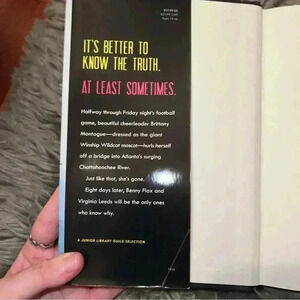 IT'S BETTER TO
KNOW THE TRUTH.
AT LEAST SOMETIMES.
Halfway through Friday night's football
game, beautiful cheerleader Brittany
Montague—dressed as the giant
Winship Wildcat mascot—hurls herself
off a bridge into Atlanta's surging
Chattahoochee River.
Just like that, she's gone.
Eight days later, Benny Flax and
Virginia Leeds will be the only ones
who know why.
A JUNIOR LIBRARY GUILD SELECTION